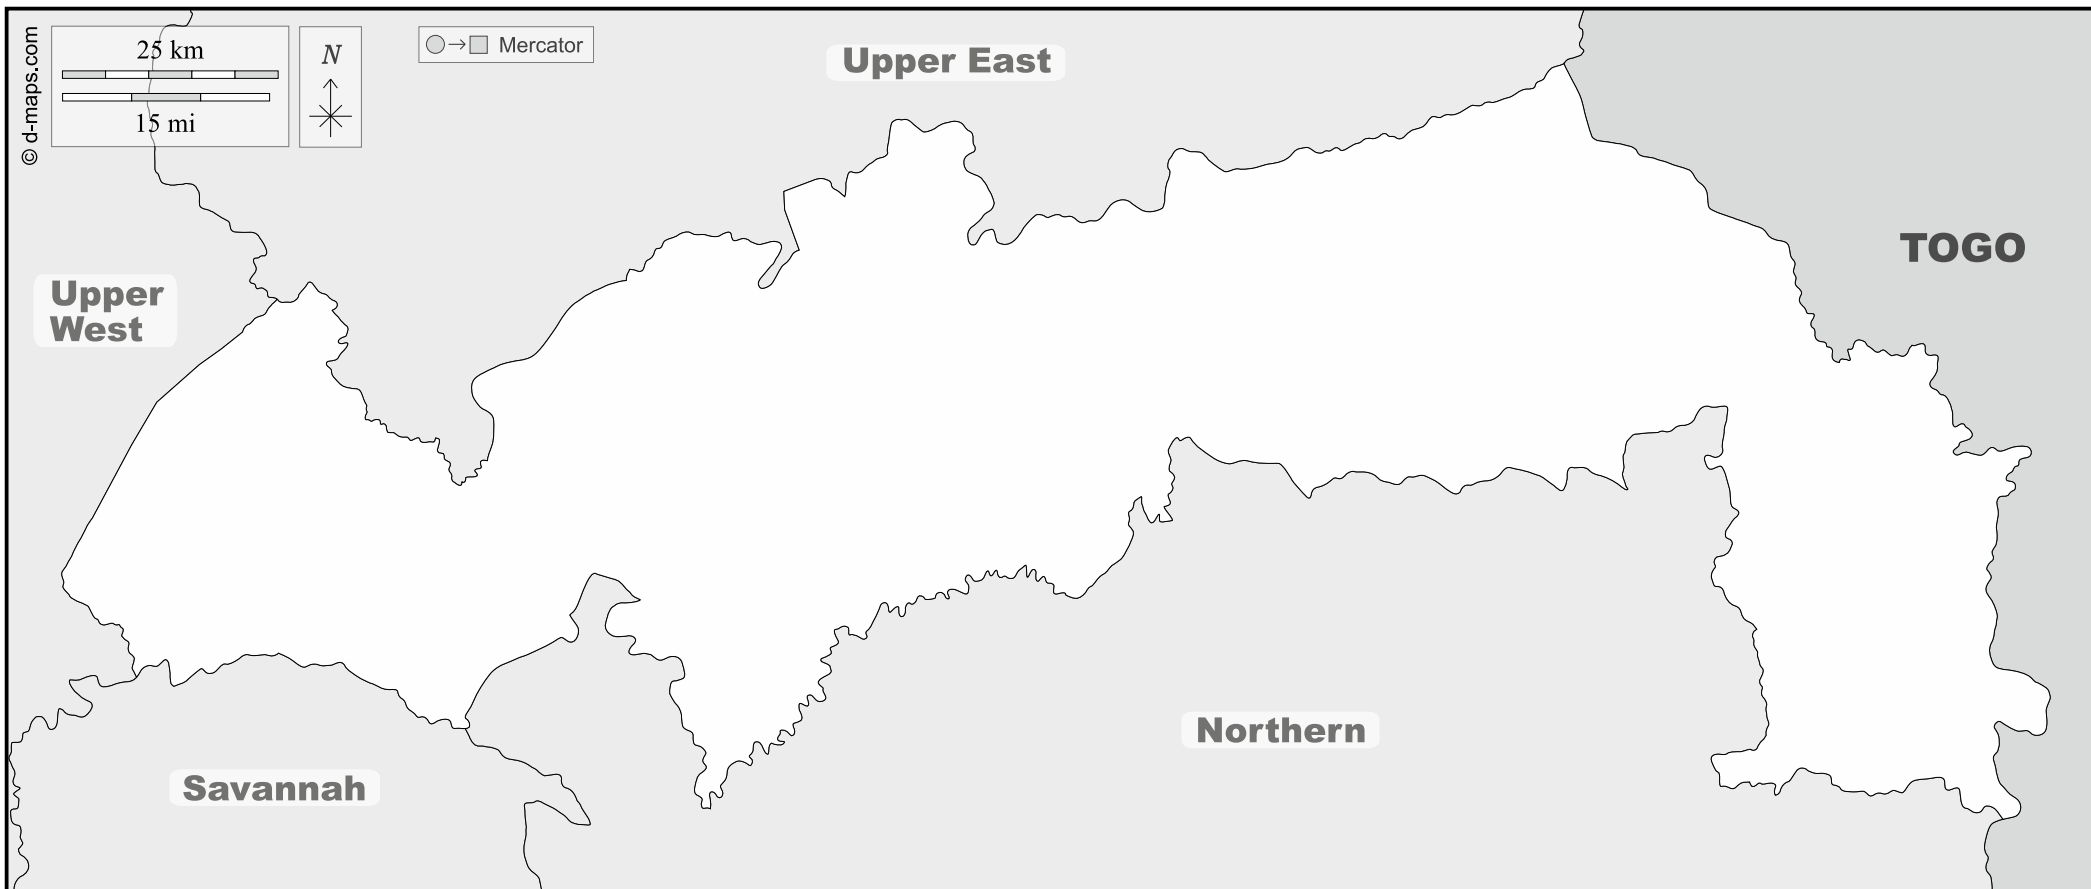 © d-maps.com
25 km
15 mi
N
Mercator
Upper East
TOGO
Upper
West
Northern
Savannah